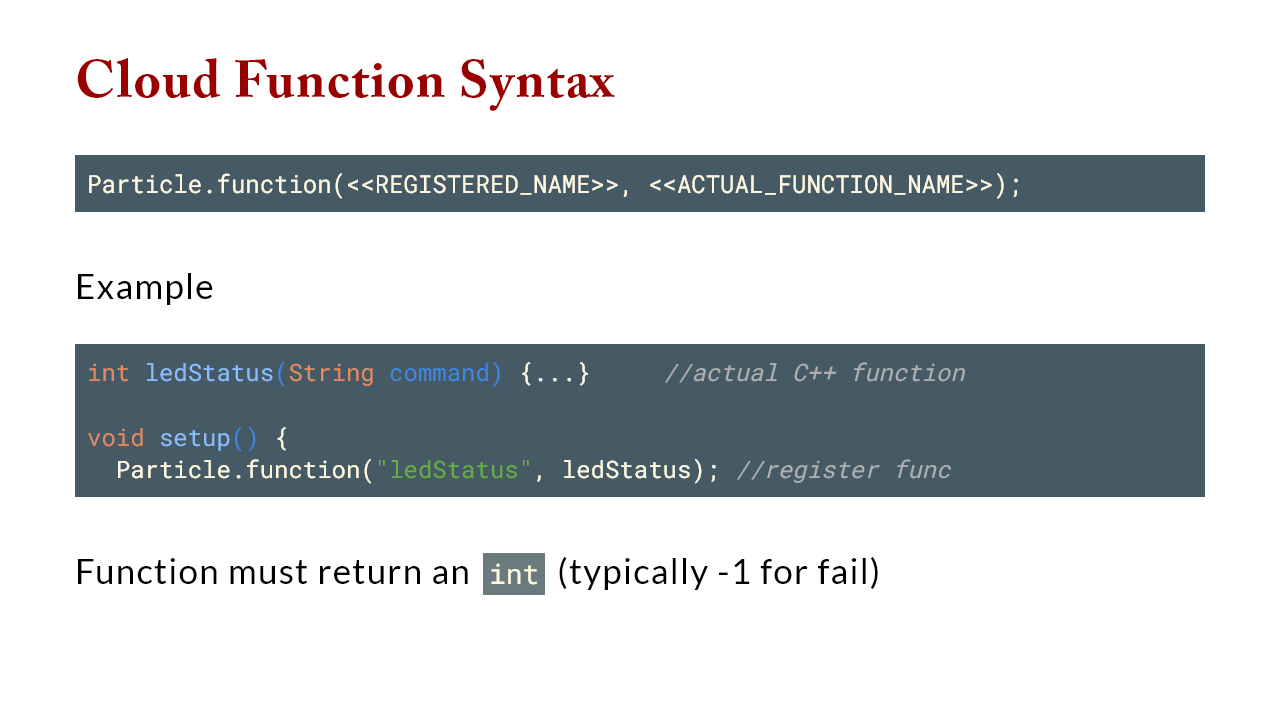 Cloud Function Syntax
Particle.function(<<REGISTERED_NAME>>, <<ACTUAL_FUNCTION_NAME>>);
Example
int ledStatus(String command) {...}     //actual C++ function
void setup() {
  Particle.function("ledStatus", ledStatus); //register func
Function must return an int (typically -1 for fail)